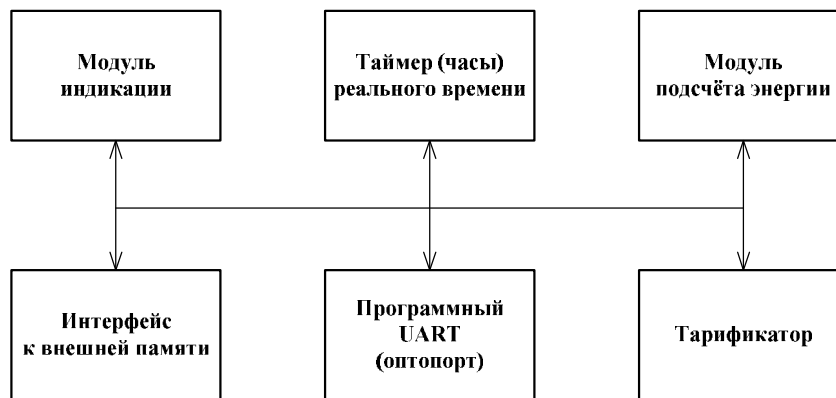 Модуль
индикации
Таймер (часы)
реального времени
Модуль
подсчёта энергии
Интерфейс
к внешней памяти
Программный
UART
(оптопорт)
Тарификатор